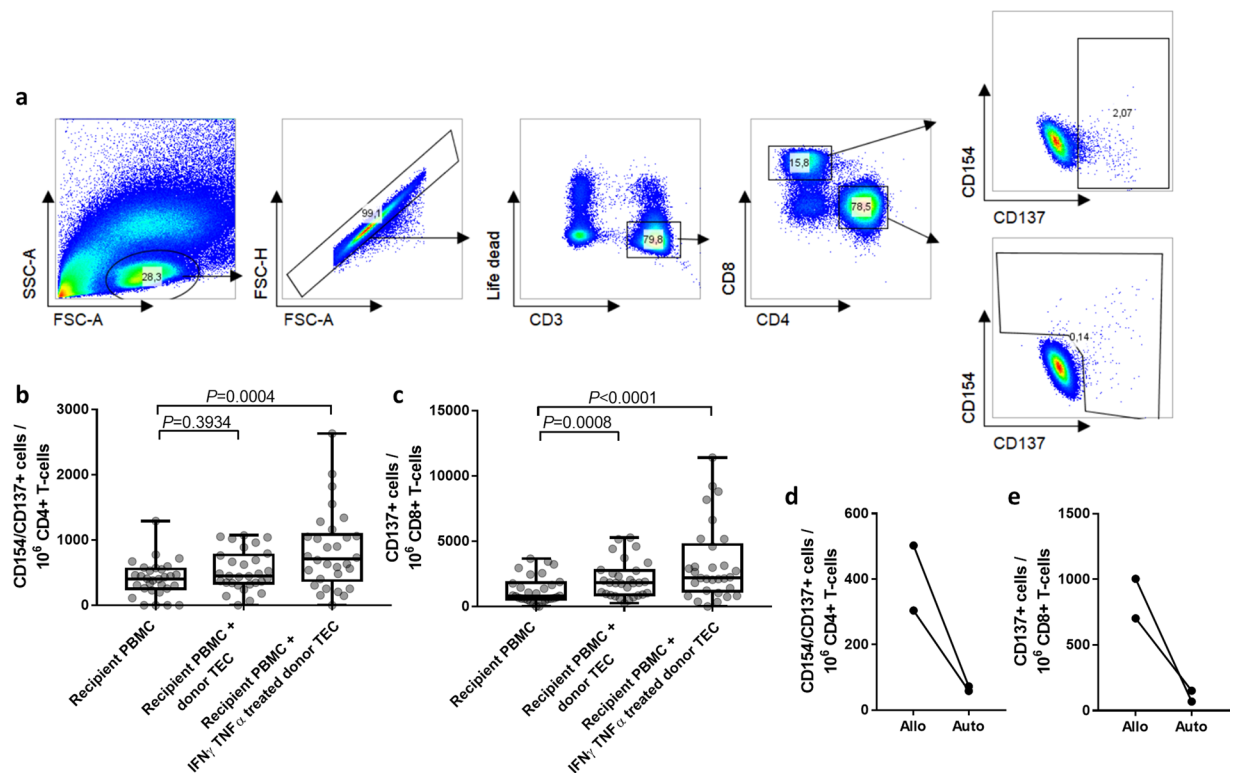 a
SSC-A
FSC-A
28,3
FSC-H
FSC-A
99,1
Life dead
CD3
79,8
CD8
CD4
15,8
78,5
CD154
CD137
2,07
CD154
CD137
0,14
b
P=0.0004
P=0.3934
CD154/CD137+ cells /
10⁶ CD4+ T-cells
3000
2000
1000
0
Recipient PBMC
Recipient PBMC +
donor TEC
Recipient PBMC +
IFNγ TNFα treated donor TEC
c
P<0.0001
P=0.0008
CD137+ cells /
10⁶ CD8+ T-cells
15000
10000
5000
0
Recipient PBMC
Recipient PBMC +
donor TEC
Recipient PBMC +
IFNγ TNFα treated donor TEC
d
CD154/CD137+ cells /
10⁶ CD4+ T-cells
600
400
200
0
Allo
Auto
e
CD137+ cells /
10⁶ CD8+ T-cells
1500
1000
500
0
Allo
Auto